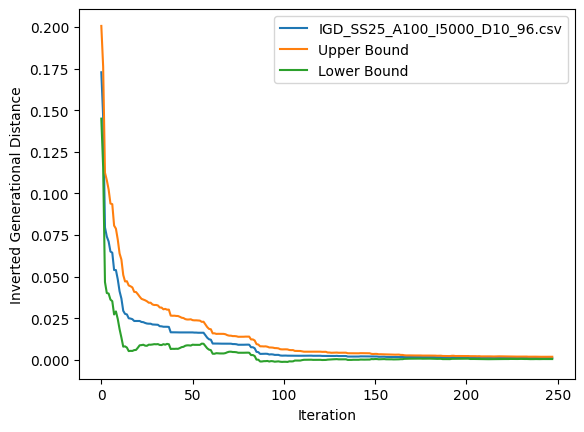 IGD_SS25_A100_I5000_D10_96.csv
Upper Bound
Lower Bound
Inverted Generational Distance
0.200
0.175
0.150
0.125
0.100
0.075
0.050
0.025
0.000
0 50 100 150 200 250
Iteration